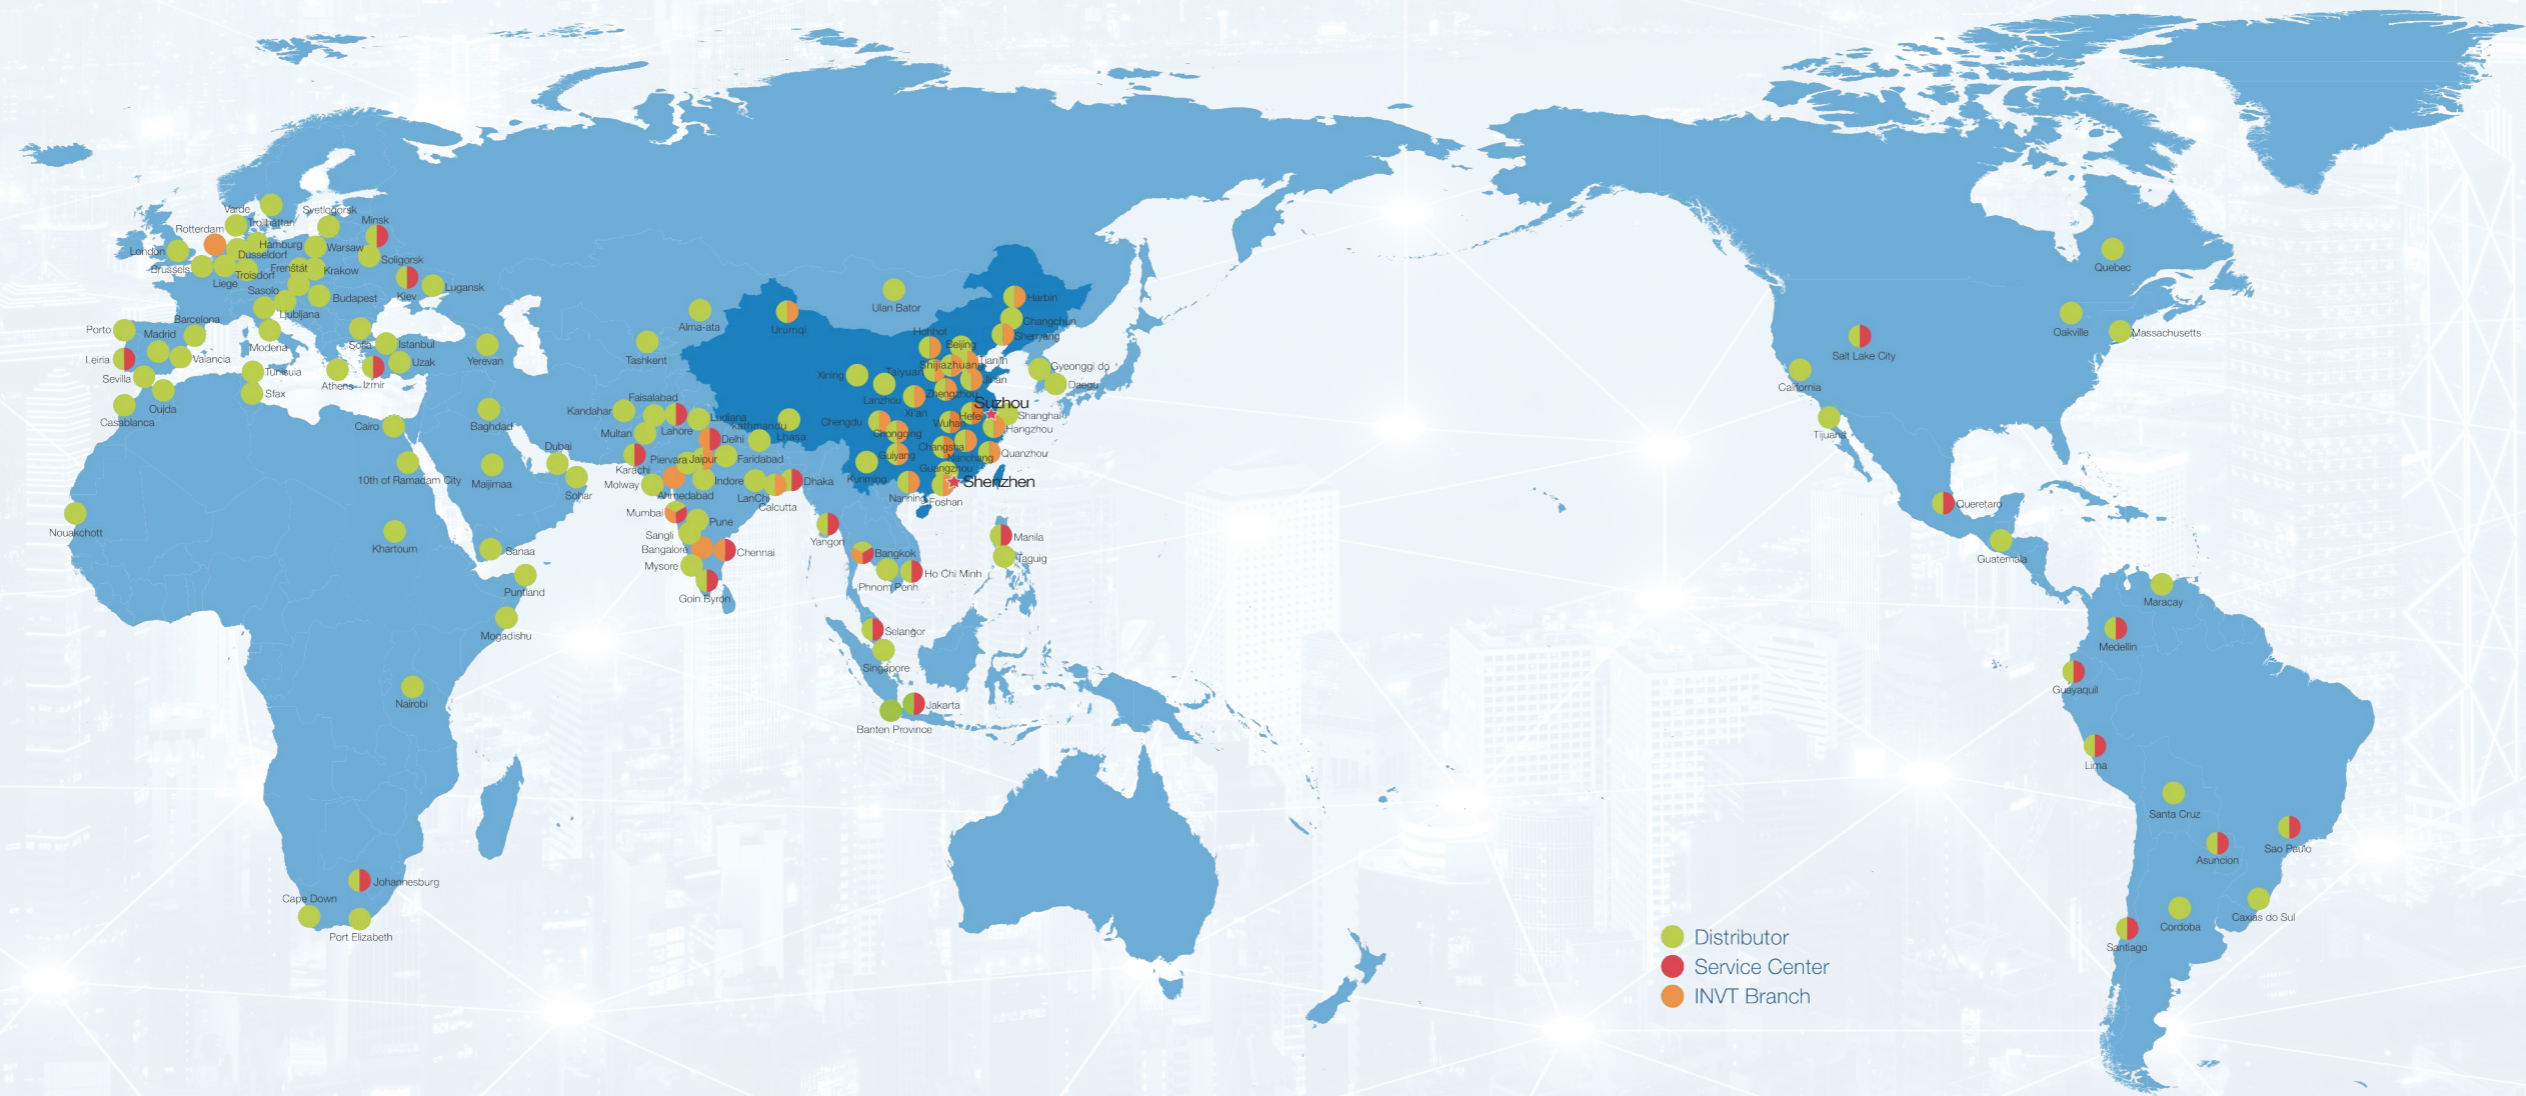 Varde
Trolhattan
Svetlogorsk
Minsk
Rotterdam
London
Hamburg
Warsaw
Dusseldorf
Soligorsk
Brussels
Troisdorf
Frenštát
Krakow
Liege
Sasolo
Budapest
Kiev
Lugansk
Ljubljana
Porto
Madrid
Barcelona
Modena
Sofia
Istanbul
Leiria
Valancia
Uzak
Yerevan
Sevilla
Tunisuia
Athens
Izmir
Oujda
Sfax
Casablanca
Cairo
Baghdad
10th of Ramadam City
Maijimaa
Dubai
Sohar
Nouakchott
Khartoum
Sanaa
Puntland
Mogadishu
Nairobi
Johannesburg
Cape Down
Port Elizabeth
Alma-ata
Tashkent
Urumqi
Ulan Bator
Harbin
Changchun
Shenyang
Hohhot
Beijing
Tianjin
Shijiazhuang
Taiyuan
Jinan
Xining
Lanzhou
Zhengzhou
Xi'an
Suzhou
Shanghai
Hefei
Wuhan
Hangzhou
Chengdu
Chongqing
Lhasa
Changsha
Nanchang
Quanzhou
Guiyang
Guangzhou
Kunming
Shenzhen
Nanning
Foshan
Gyeonggi do
Daegu
Kandahar
Faisalabad
Ludiana
Lahore
Multan
Delhi
kathmandu
Karachi
Piervara
Jaipur
Faridabad
Molway
Ahmedabad
Indore
LanChi
Dhaka
Calcutta
Mumbai
Pune
Sangli
Bangalore
Chennai
Mysore
Goin Byron
Yangon
Bangkok
Phnom Penh
Ho Chi Minh
Manila
Taguig
Selangor
Singapore
Jakarta
Banten Province
Quebec
Oakville
Massachusetts
Salt Lake City
California
Tijuana
Queretaro
Guatemala
Maracay
Medellin
Guayaquil
Lima
Santa Cruz
Sao Paulo
Asuncion
Caxias do Sul
Cordoba
Santiago
Distributor
Service Center
INVT Branch